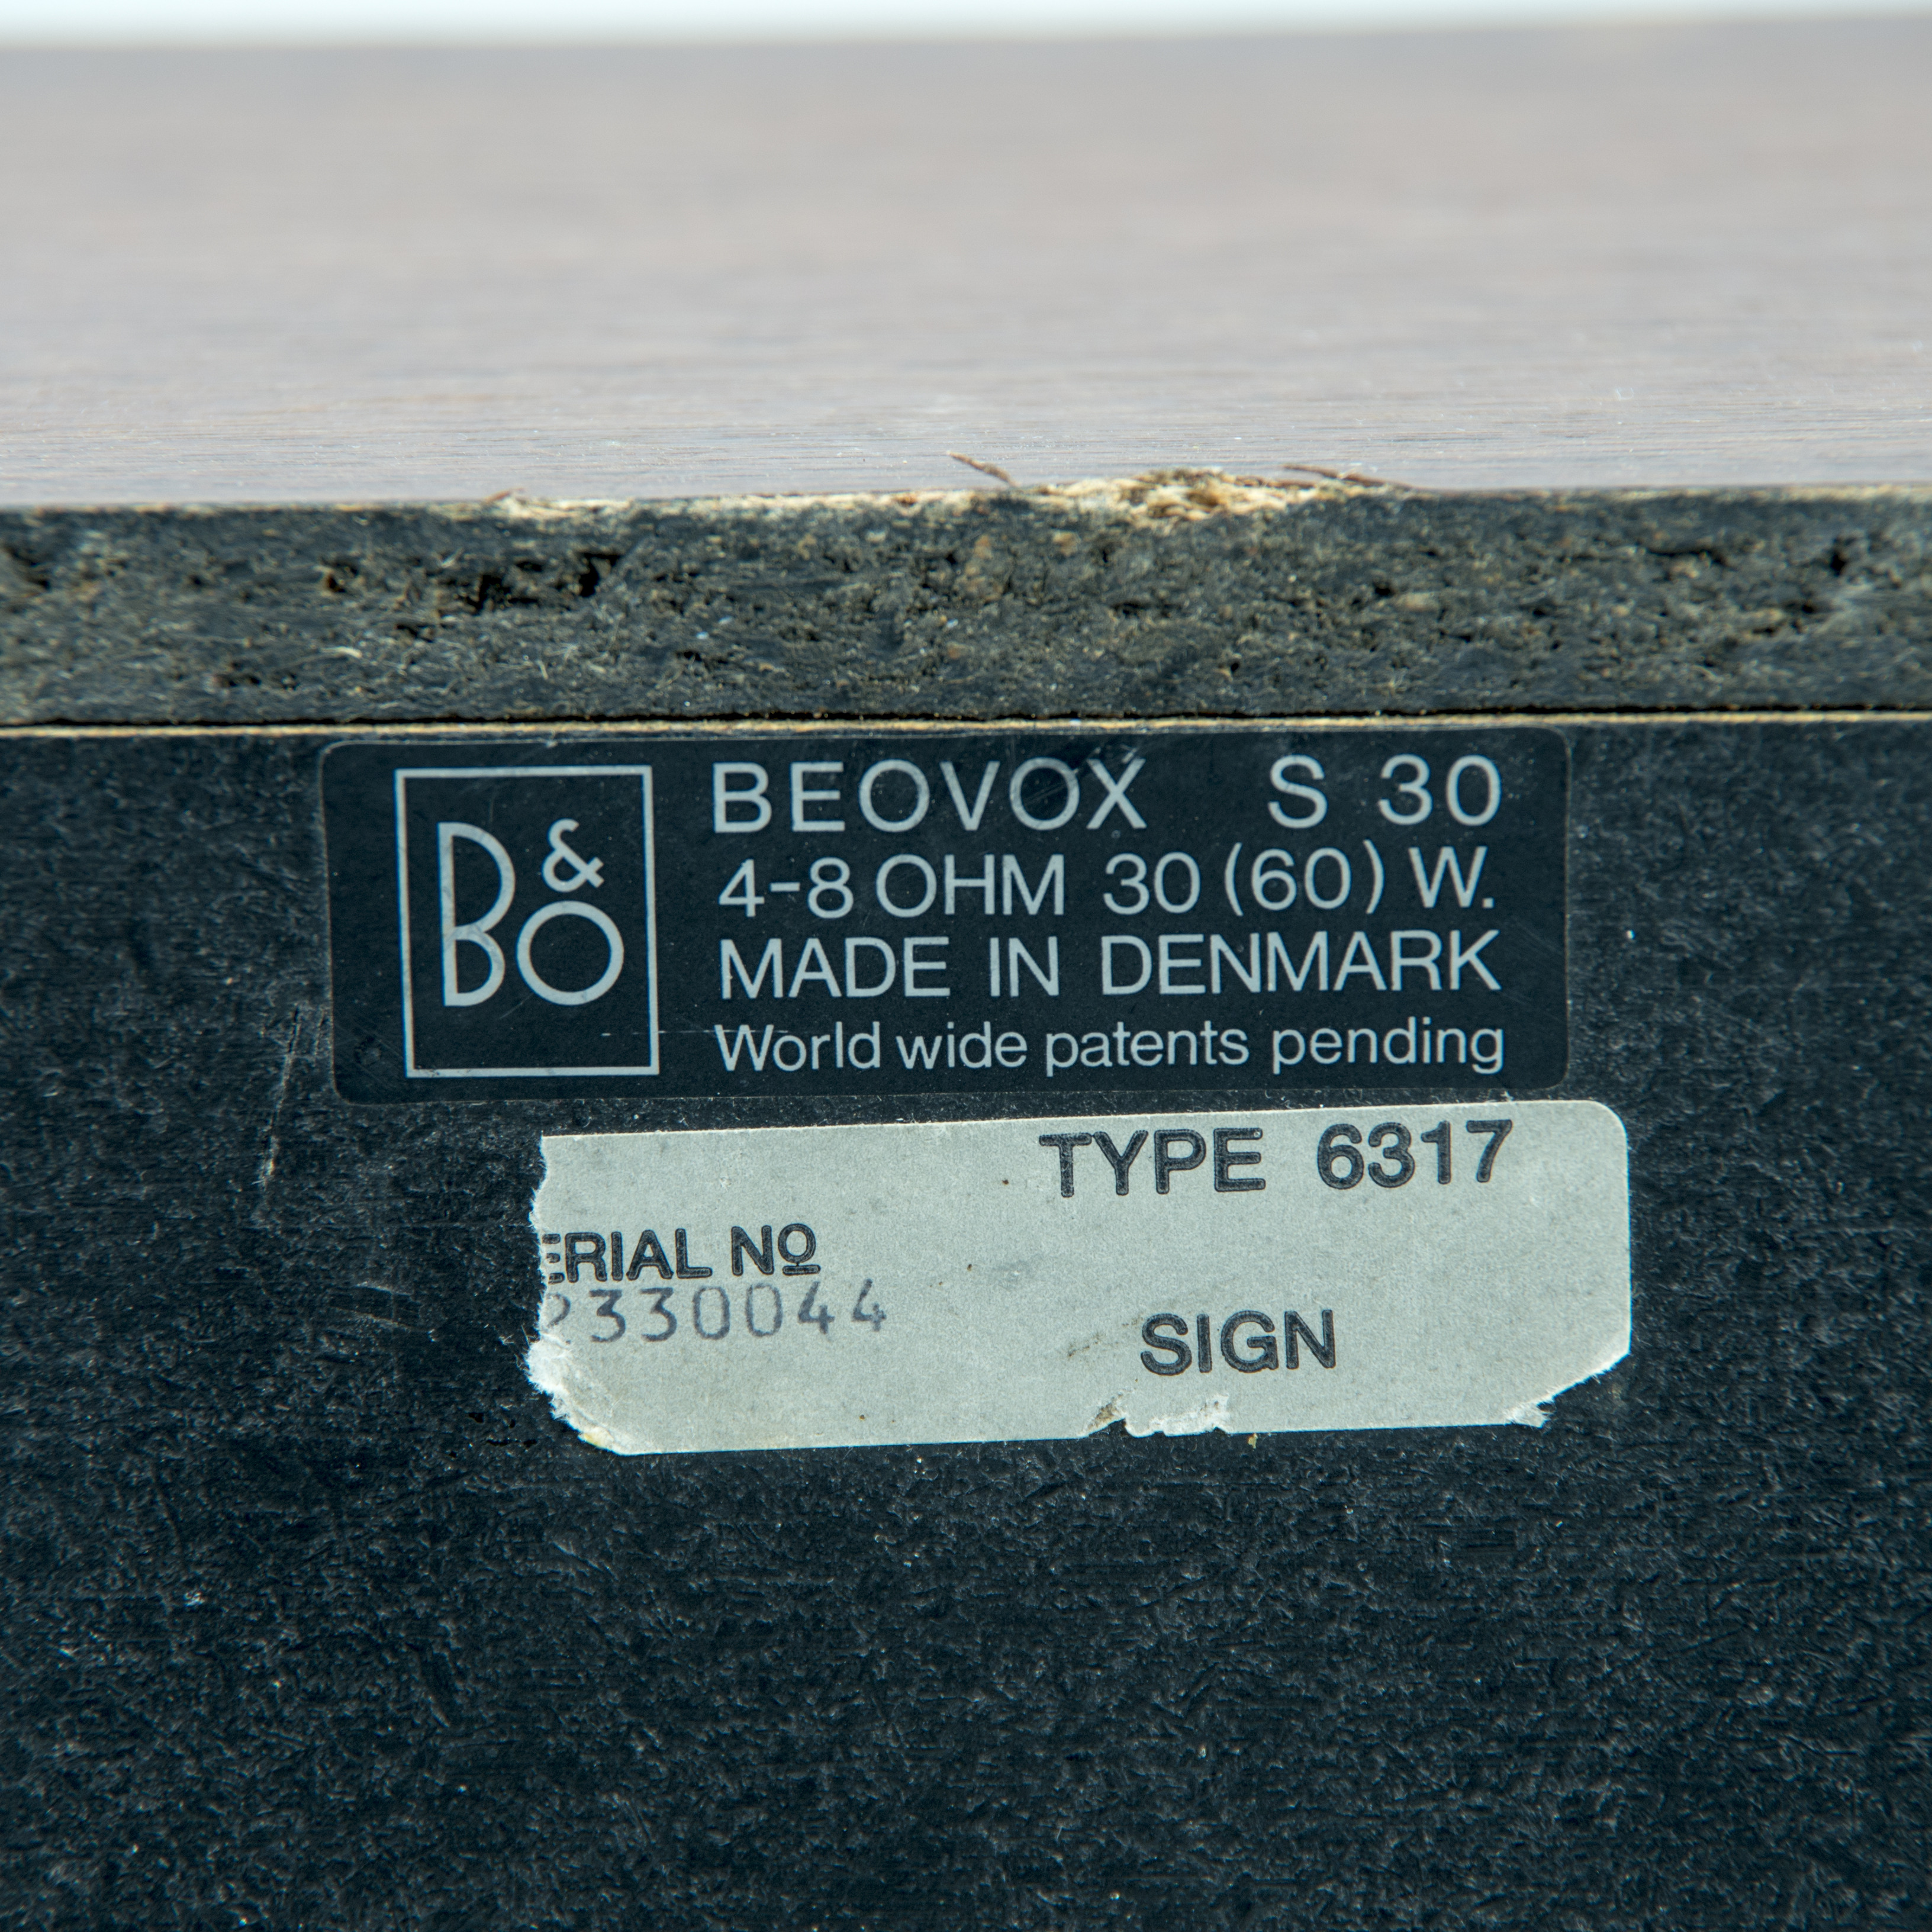 B&O
BEOVOX S 30
4-8 OHM 30 (60) W.
MADE IN DENMARK
World wide patents pending
TYPE 6317
ERIAL Nº
2330044
SIGN